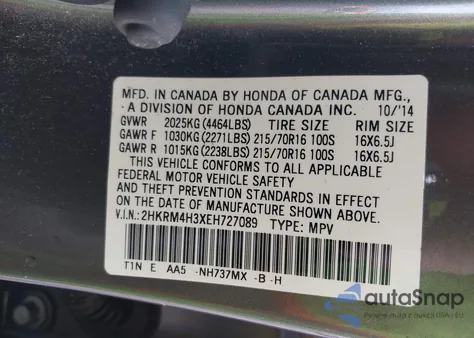 MFD. IN CANADA BY HONDA OF CANADA MFG.,
A DIVISION OF HONDA CANADA INC. 10/'14
GVWR 2025KG (4464LBS) TIRE SIZE RIM SIZE
GAWR F 1030KG (2271LBS) 215/70R16 100S 16X6.5J
GAWR R 1015KG (2238LBS) 215/70R16 100S 16X6.5J
THIS VEHICLE CONFORMS TO ALL APPLICABLE
FEDERAL MOTOR VEHICLE SAFETY
AND THEFT PREVENTION STANDARDS IN EFFECT
ON THE DATE OF MANUFACTURE SHOWN ABOVE.
V.I.N.: 2HKRM4H3XEH727089 TYPE: MPV
T1N E AA5 -NH737MX -B -H
autoSnap